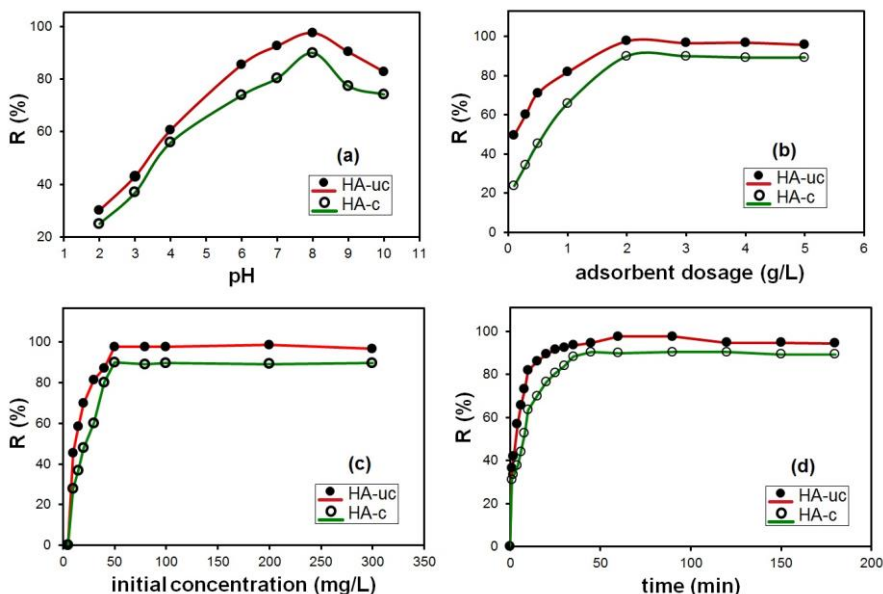 100
80
60
40
20
R (%)
(a)
HA-uc
HA-c
1 2 3 4 5 6 7 8 9 10 11
pH
100
80
60
40
20
0
R (%)
(b)
HA-uc
HA-c
0 1 2 3 4 5 6
adsorbent dosage (g/L)
100
80
60
40
20
0
R (%)
(c)
HA-uc
HA-c
0 50 100 150 200 250 300 350
initial concentration (mg/L)
100
80
60
40
20
0
R (%)
(d)
HA-uc
HA-c
0 50 100 150 200
time (min)